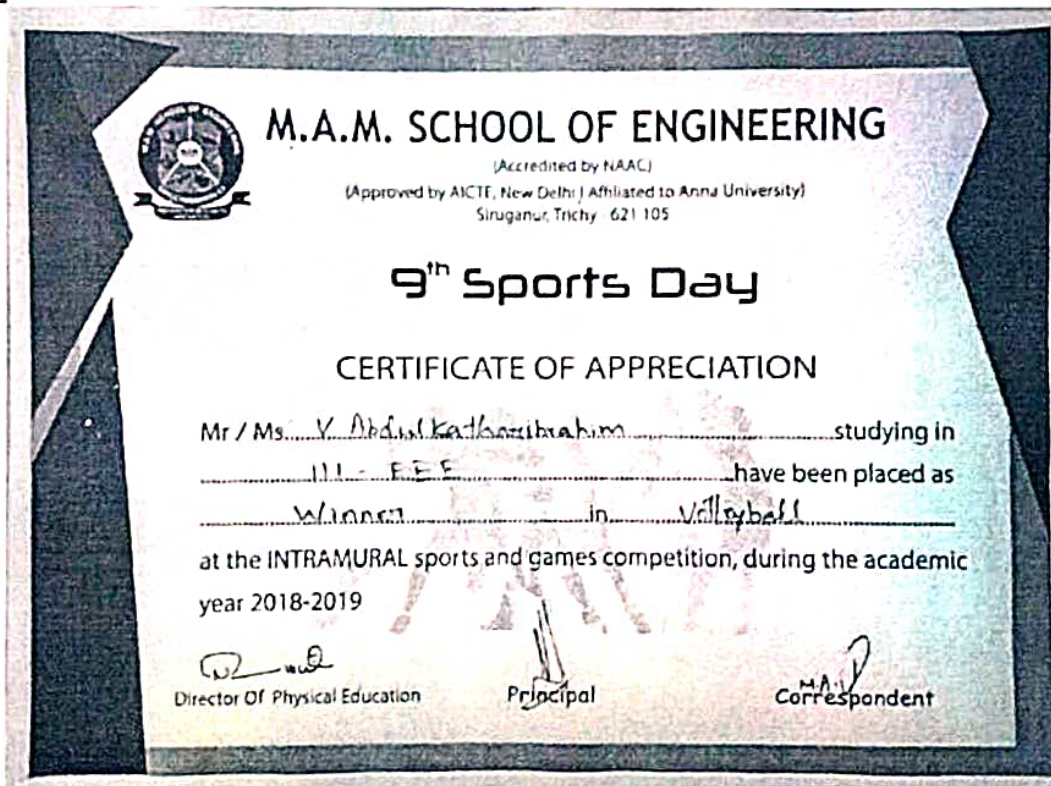 M.A.M. SCHOOL OF ENGINEERING
(Accredited by NAAC)
(Approved by AICTE, New Delhi | Affiliated to Anna University)
Siruganur, Trichy - 621 105
9th Sports Day
CERTIFICATE OF APPRECIATION
Mr / Ms. V. Abdulkatharibrahim studying in
III - EEE have been placed as
Winner in Volleyball
at the INTRAMURAL sports and games competition, during the academic
year 2018-2019
Director Of Physical Education Principal Correspondent